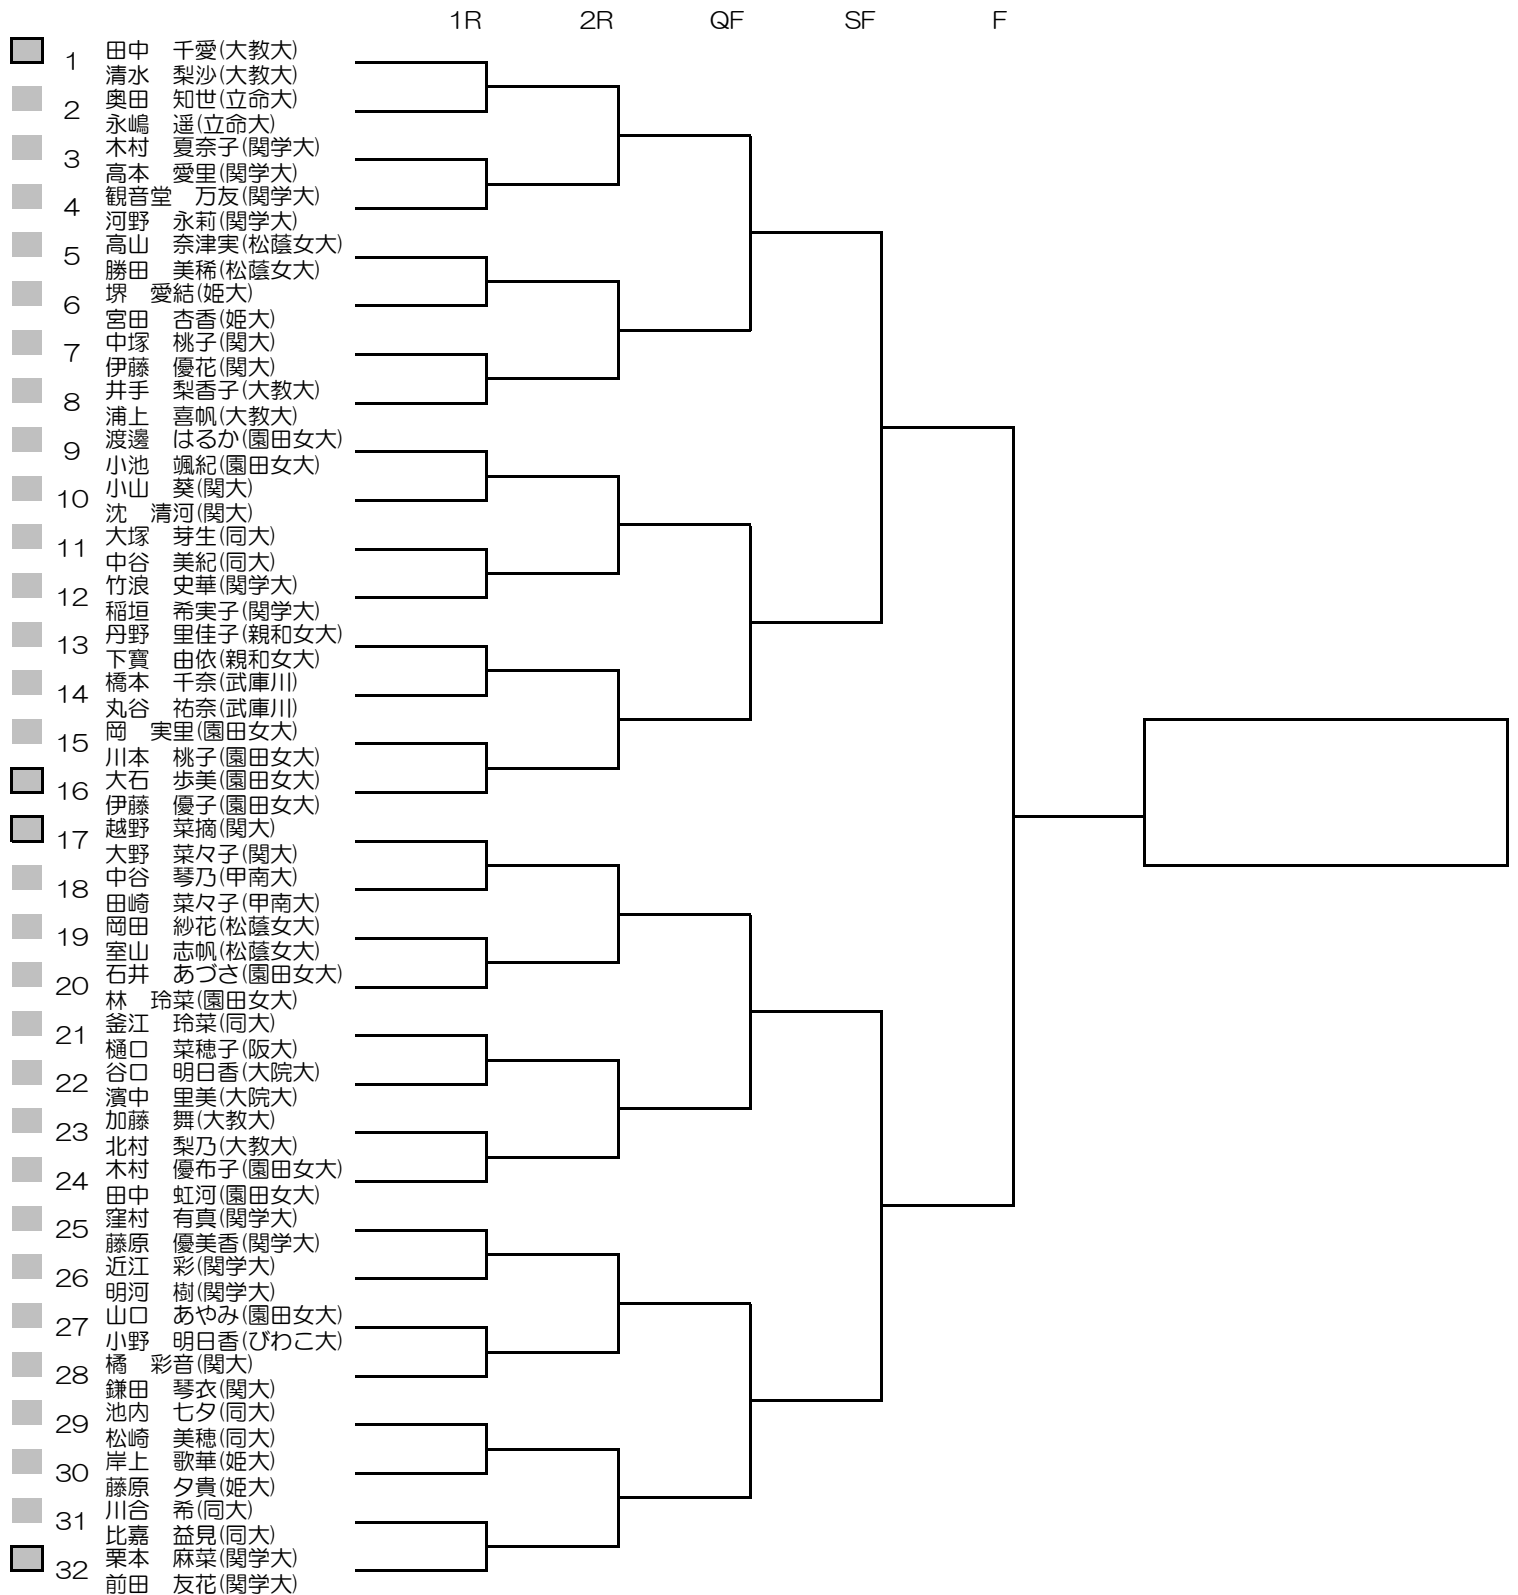 1R 2R QF SF F
田中　千愛(大教大)
1
清水　梨沙(大教大)
奥田　知世(立命大)
2
永嶋　遥(立命大)
木村　夏奈子(関学大)
3
高本　愛里(関学大)
観音堂　万友(関学大)
4
河野　永莉(関学大)
高山　奈津実(松蔭女大)
5
勝田　美稀(松蔭女大)
堺　愛結(姫大)
6
宮田　杏香(姫大)
中塚　桃子(関大)
7
伊藤　優花(関大)
井手　梨香子(大教大)
8
浦上　喜帆(大教大)
渡邊　はるか(園田女大)
9
小池　颯紀(園田女大)
小山　葵(関大)
10
沈　清河(関大)
大塚　芽生(同大)
11
中谷　美紀(同大)
竹浪　史華(関学大)
12
稲垣　希実子(関学大)
丹野　里佳子(親和女大)
13
下寶　由依(親和女大)
橋本　千奈(武庫川)
14
丸谷　祐奈(武庫川)
岡　実里(園田女大)
15
川本　桃子(園田女大)
大石　歩美(園田女大)
16
伊藤　優子(園田女大)
越野　菜摘(関大)
17
大野　菜々子(関大)
中谷　琴乃(甲南大)
18
田崎　菜々子(甲南大)
岡田　紗花(松蔭女大)
19
室山　志帆(松蔭女大)
石井　あづさ(園田女大)
20
林　玲菜(園田女大)
釜江　玲菜(同大)
21
樋口　菜穂子(阪大)
谷口　明日香(大院大)
22
濱中　里美(大院大)
加藤　舞(大教大)
23
北村　梨乃(大教大)
木村　優布子(園田女大)
24
田中　虹河(園田女大)
窪村　有真(関学大)
25
藤原　優美香(関学大)
近江　彩(関学大)
26
明河　樹(関学大)
山口　あやみ(園田女大)
27
小野　明日香(びわこ大)
橘　彩音(関大)
28
鎌田　琴衣(関大)
池内　七夕(同大)
29
松崎　美穂(同大)
岸上　歌華(姫大)
30
藤原　夕貴(姫大)
川合　希(同大)
31
比嘉　益見(同大)
栗本　麻菜(関学大)
32
前田　友花(関学大)